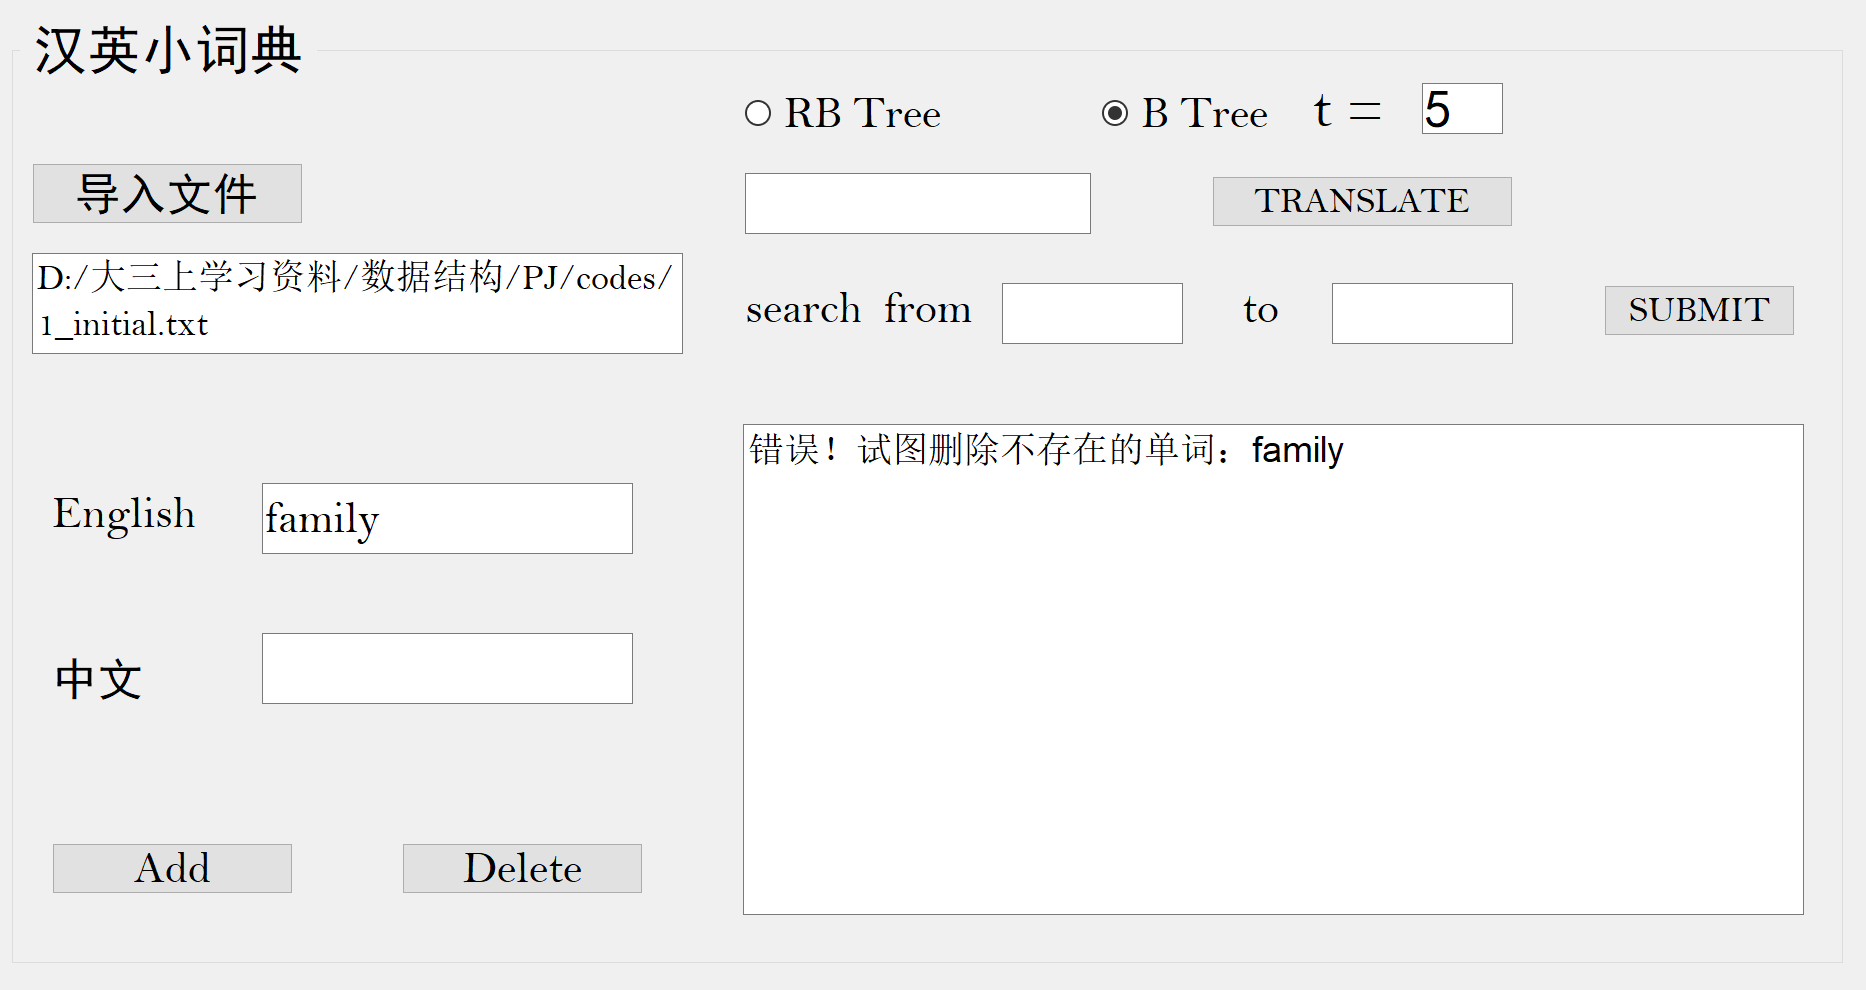 汉英小词典
RB Tree
B Tree
t =
5
导入文件
TRANSLATE
D:/大三上学习资料/数据结构/PJ/codes/
1_initial.txt
search from
to
SUBMIT
错误！试图删除不存在的单词：family
English
family
中文
Add
Delete